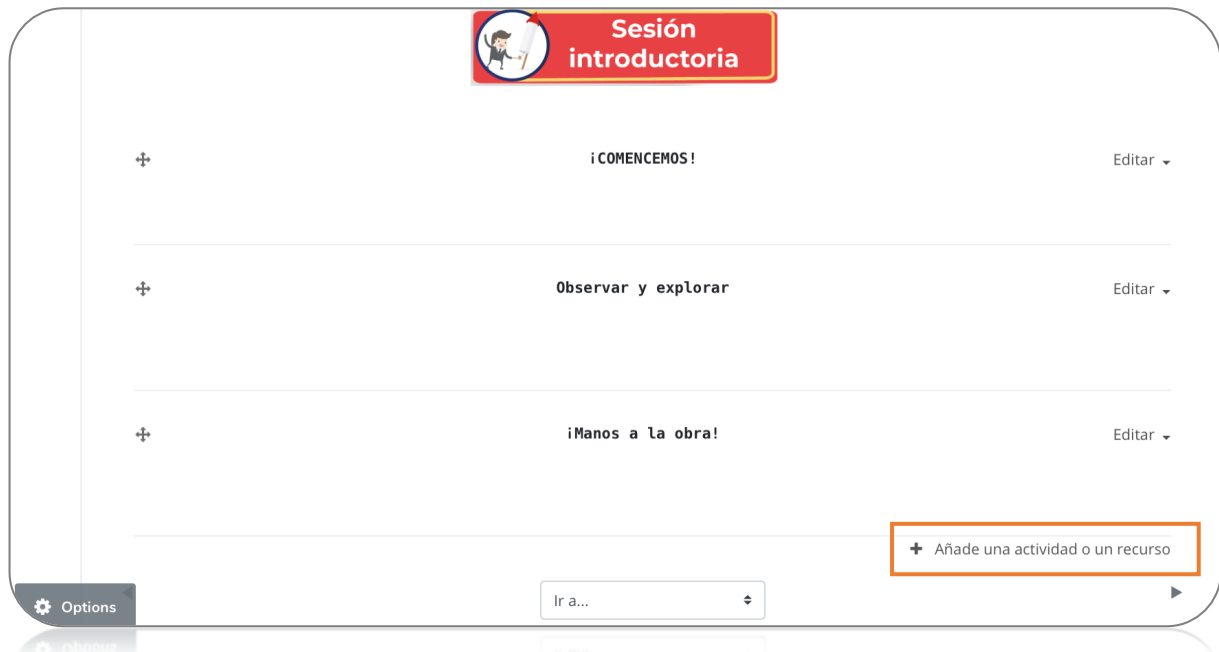 Sesión
introductoria
¡COMENCEMOS!
Editar
Observar y explorar
Editar
¡Manos a la obra!
Editar
+ Añade una actividad o un recurso
Options
Ir a...